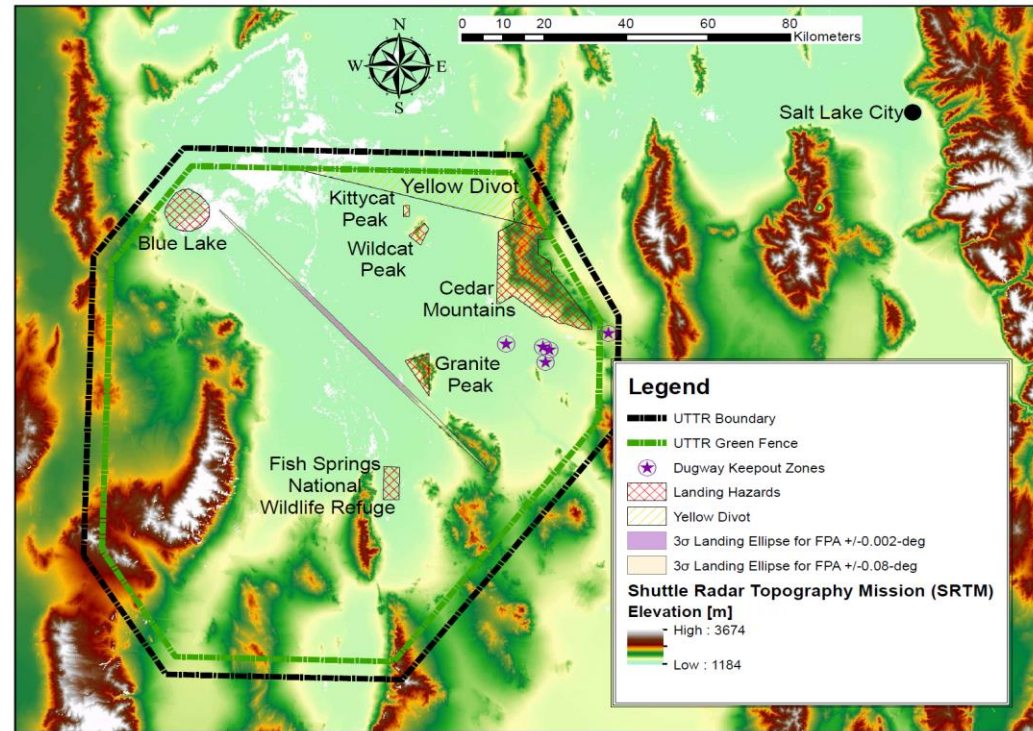 0 10 20 40 60 80
Kilometers
N
W E
S
Salt Lake City
Yellow Divot
Kittycat
Peak
Blue Lake
Wildcat
Peak
Cedar
Mountains
Granite
Peak
Fish Springs
National
Wildlife Refuge
Legend
UTTR Boundary
UTTR Green Fence
Dugway Keepout Zones
Landing Hazards
Yellow Divot
3σ Landing Ellipse for FPA +/-0.002-deg
3σ Landing Ellipse for FPA +/-0.08-deg
Shuttle Radar Topography Mission (SRTM)
Elevation [m]
High : 3674
Low : 1184